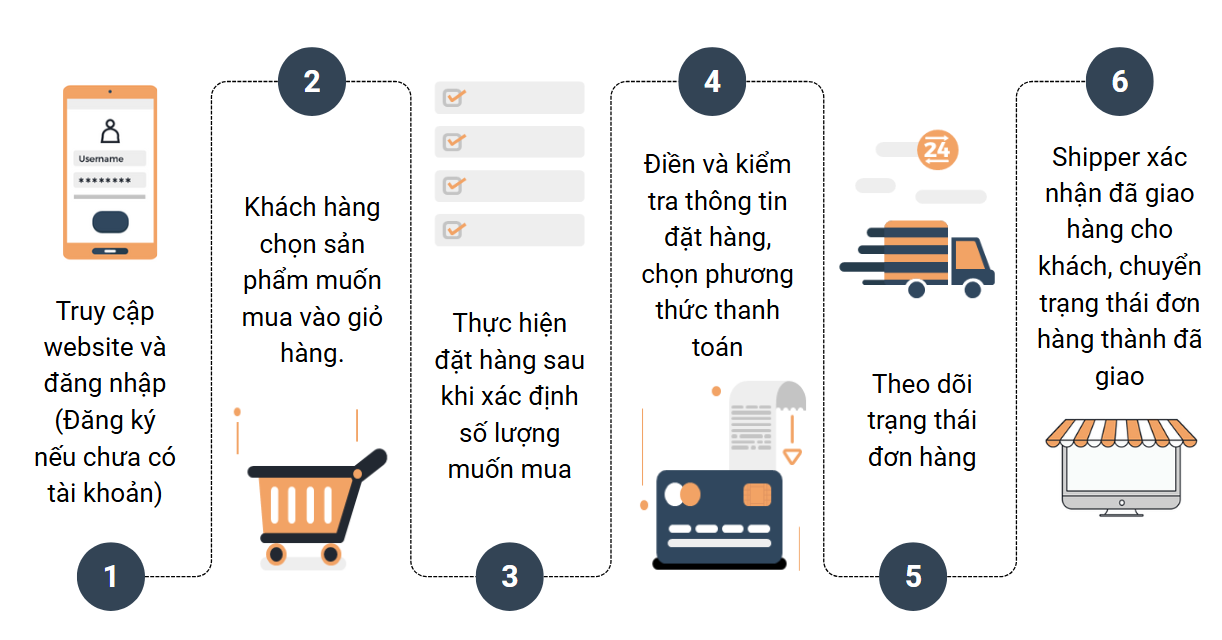 1
Username
********
Truy cập
website và
đăng nhập
(Đăng ký
nếu chưa có
tài khoản)
2
Khách hàng
chọn sản
phẩm muốn
mua vào giỏ
hàng.
3
Thực hiện
đặt hàng sau
khi xác định
số lượng
muốn mua
4
Điền và kiểm
tra thông tin
đặt hàng,
chọn phương
thức thanh
toán
5
24
Theo dõi
trạng thái
đơn hàng
6
Shipper xác
nhận đã giao
hàng cho
khách, chuyển
trạng thái đơn
hàng thành đã
giao